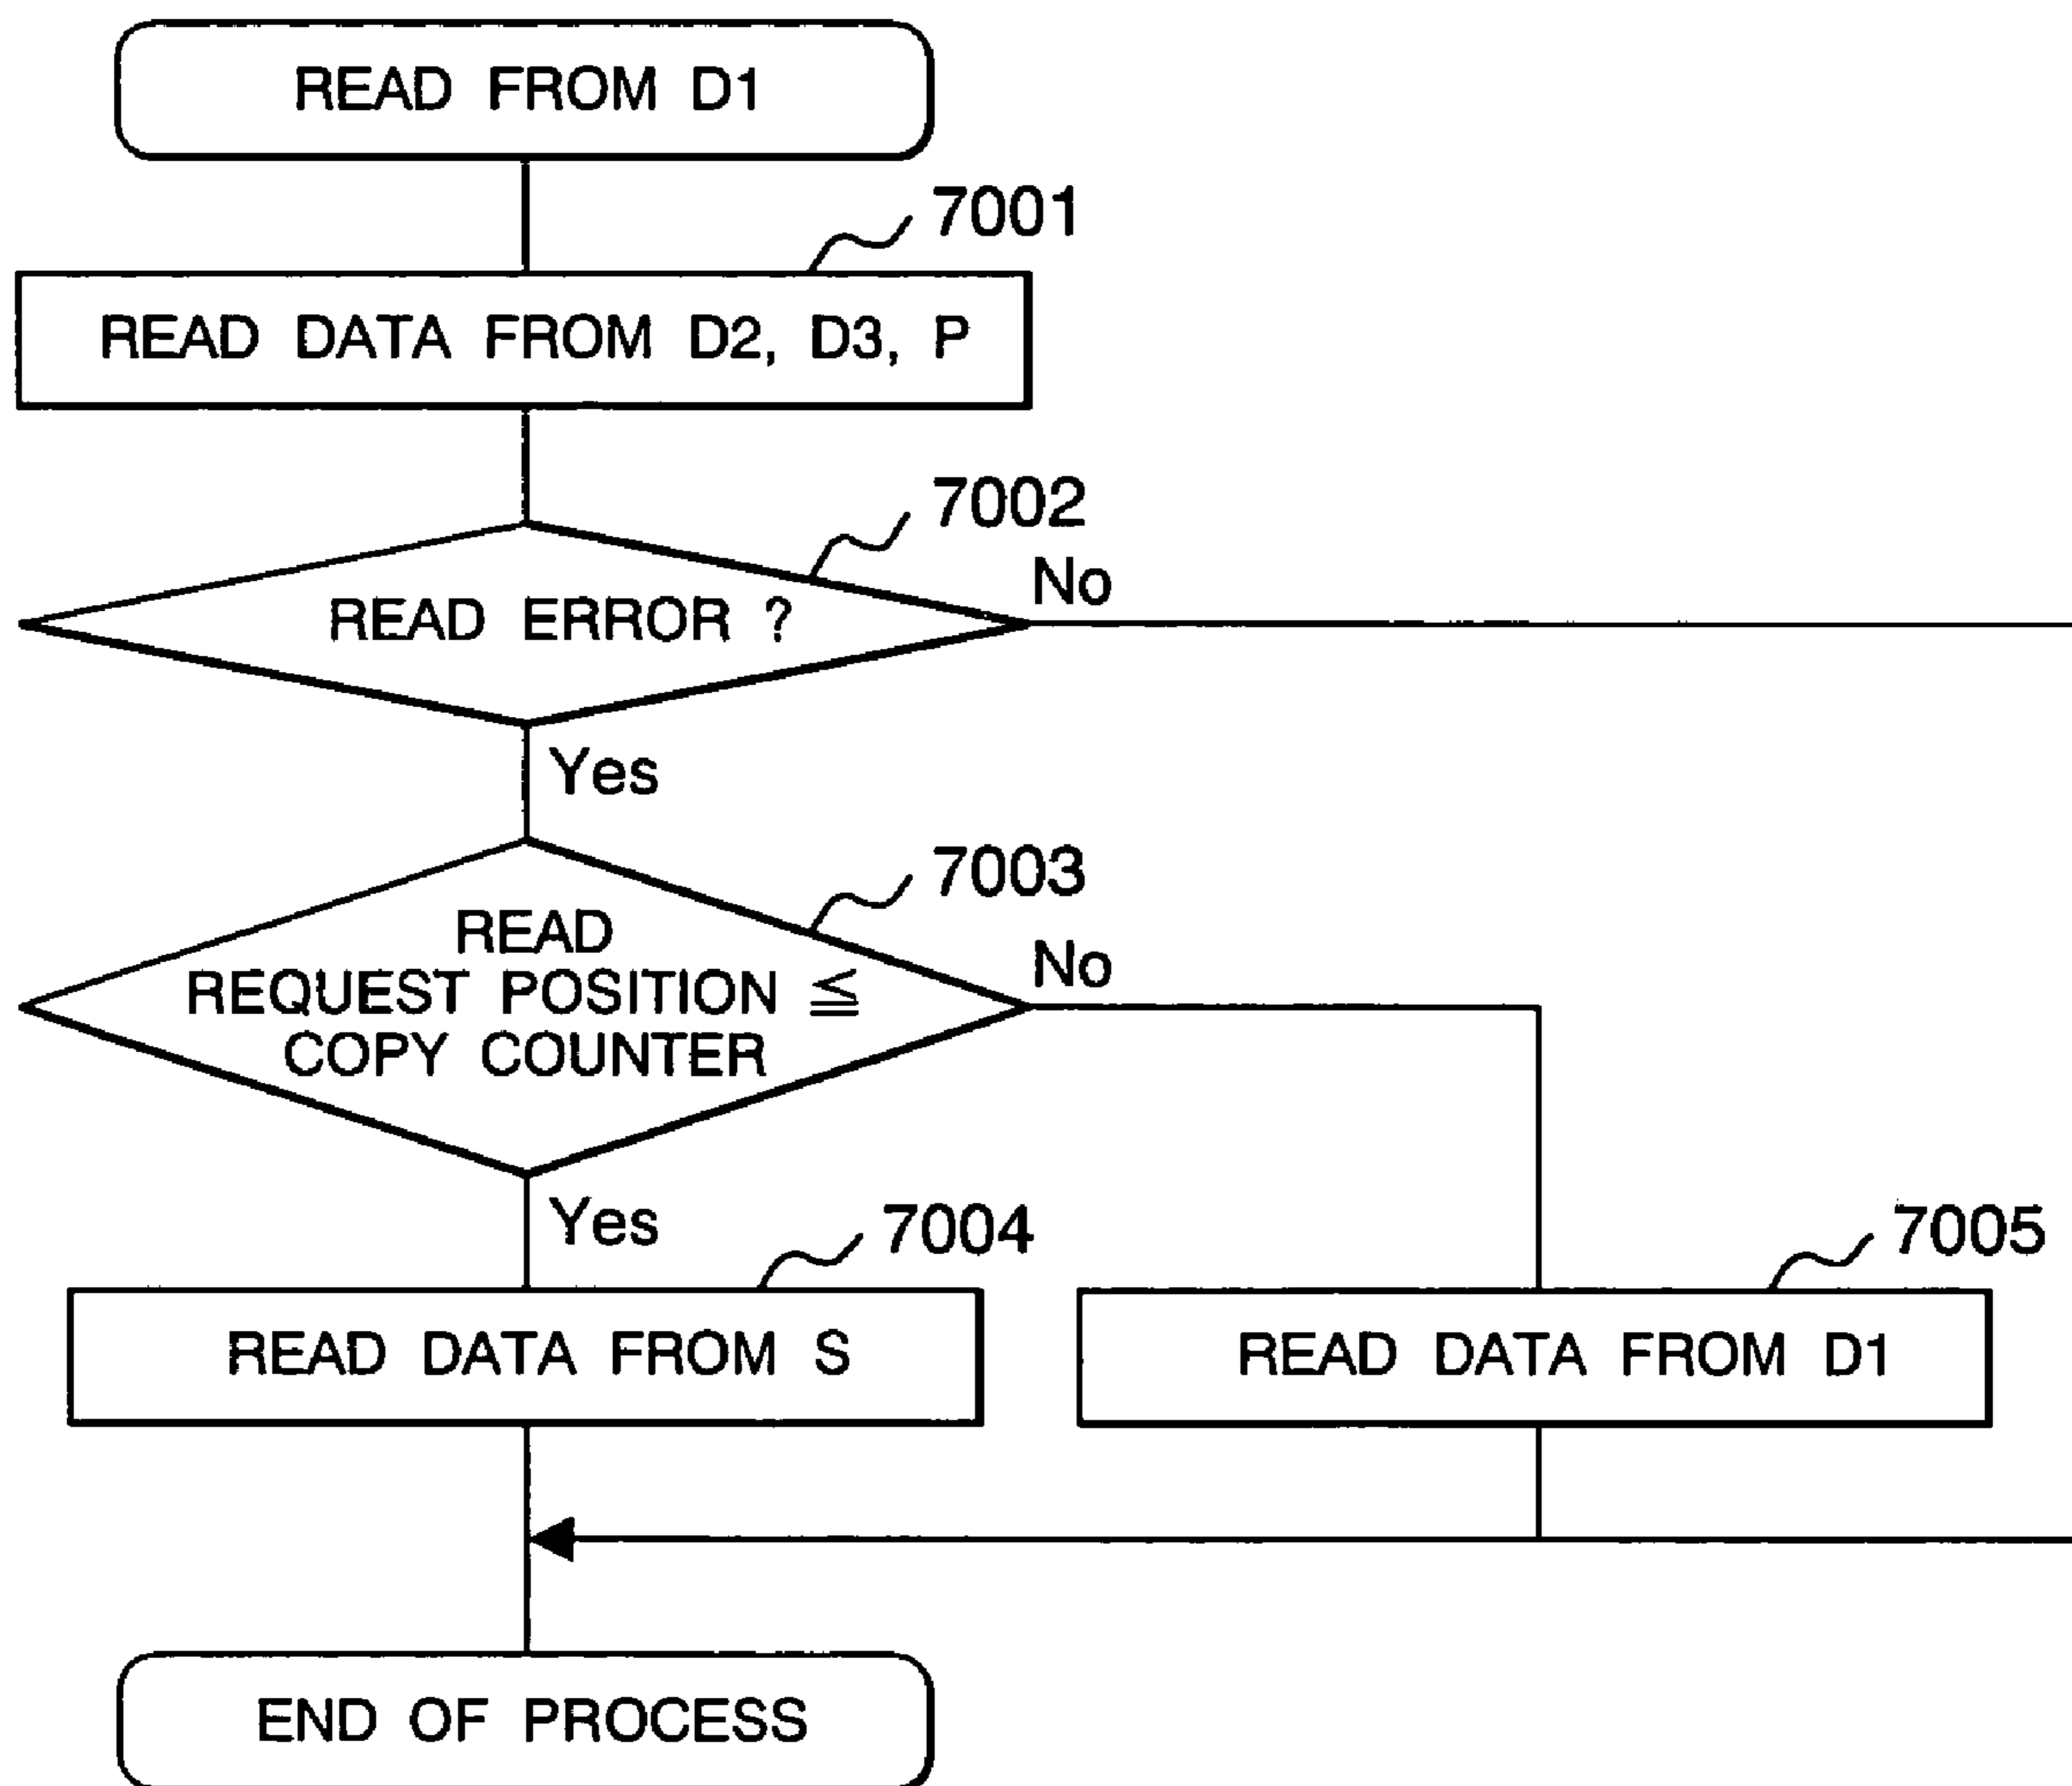 READ FROM D1
7001
READ DATA FROM D2, D3, P
7002
READ ERROR ?
No
Yes
7003
READ
REQUEST POSITION ≦
COPY COUNTER
No
Yes
7004
READ DATA FROM S
7005
READ DATA FROM D1
END OF PROCESS